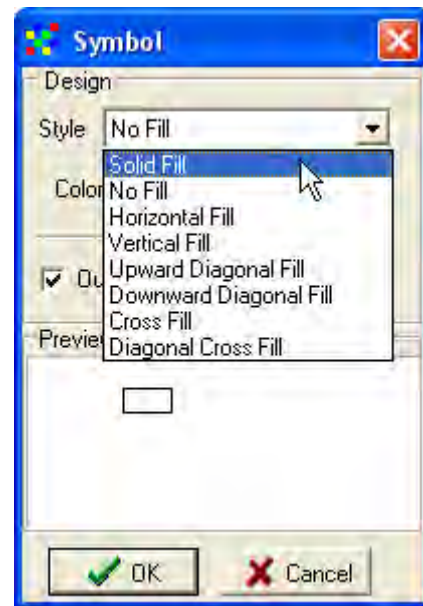 Symbol
Design
Style No Fill
Solid Fill
Color
No Fill
Horizontal Fill
Vertical Fill
Upward Diagonal Fill
Downward Diagonal Fill
Cross Fill
Diagonal Cross Fill
OK Cancel